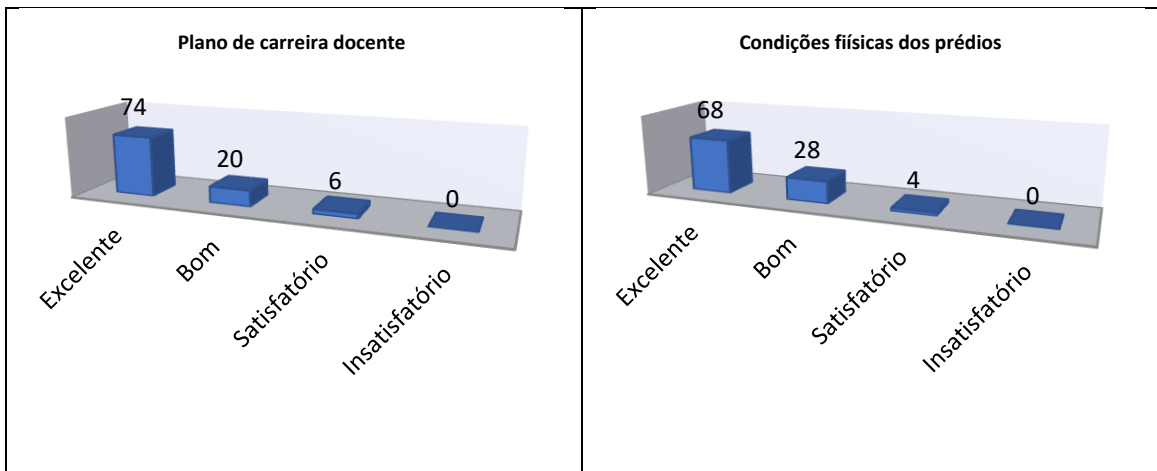 Plano de carreira docente
74
20
6
0
Excelente
Bom
Satisfatório
Insatisfatório
Condições fiísicas dos prédios
68
28
4
0
Excelente
Bom
Satisfatório
Insatisfatório